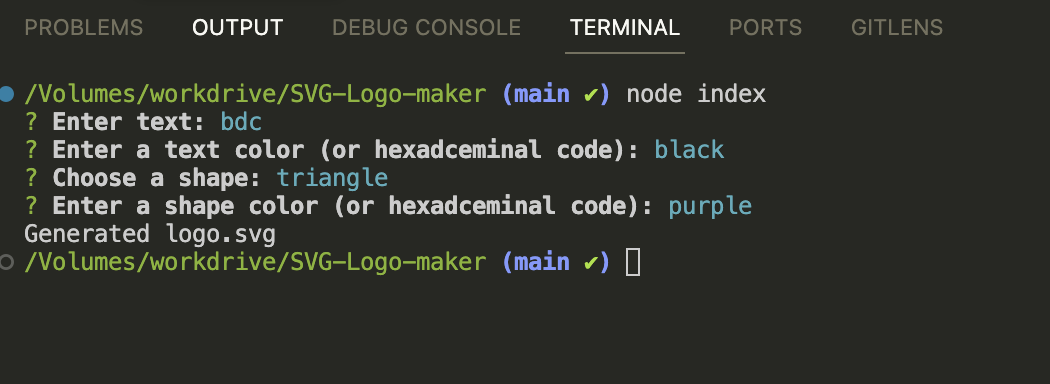 PROBLEMS OUTPUT DEBUG CONSOLE TERMINAL PORTS GITLENS
/Volumes/workdrive/SVG-Logo-maker (main ✔) node index
? Enter text: bdc
? Enter a text color (or hexadceminal code): black
? Choose a shape: triangle
? Enter a shape color (or hexadceminal code): purple
Generated logo.svg
/Volumes/workdrive/SVG-Logo-maker (main ✔)